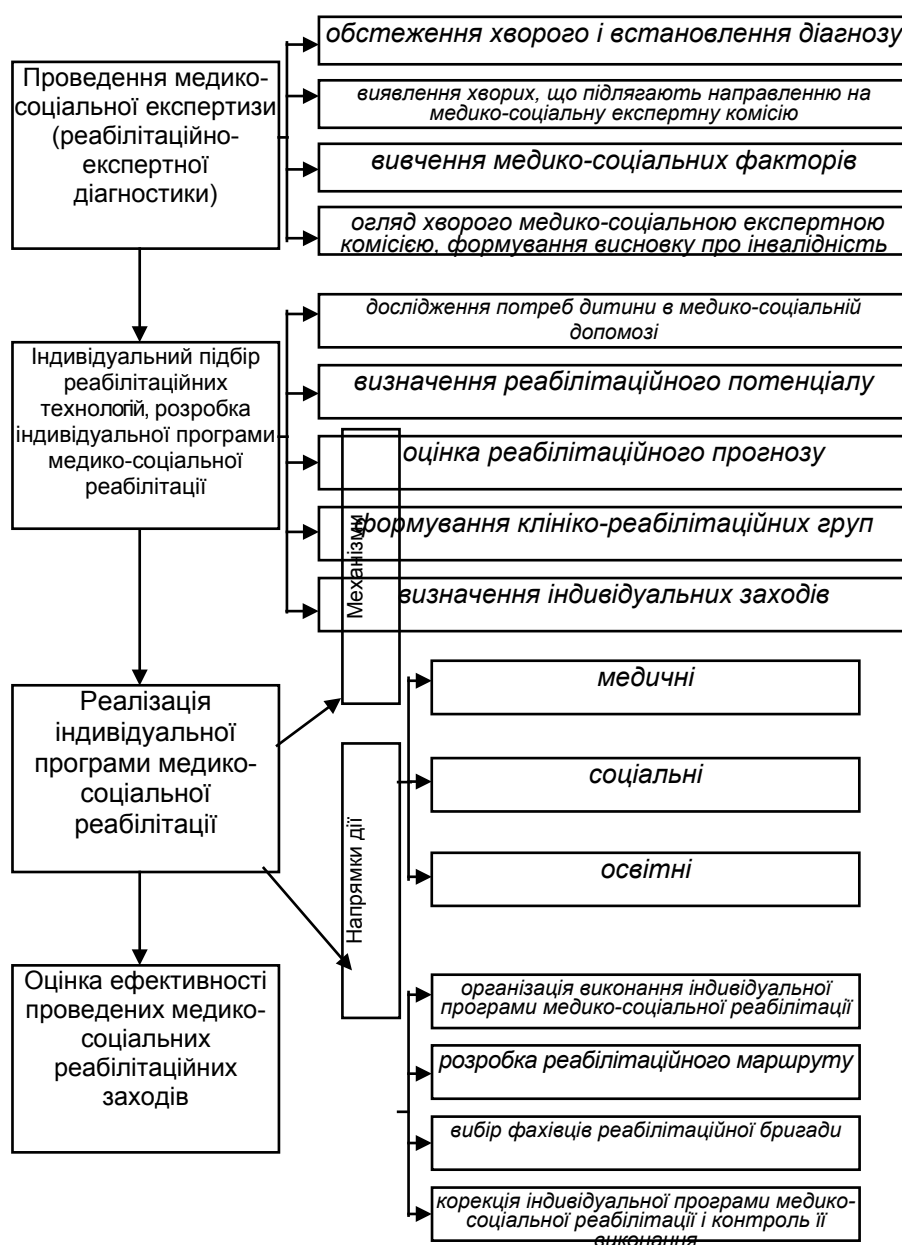 Проведення медико-
соціальної експертизи
(реабілітаційно-
експертної
діагностики)
обстеження хворого і встановлення діагнозу
виявлення хворих, що підлягають направленню на
медико-соціальну експертну комісію
вивчення медико-соціальних факторів
огляд хворого медико-соціальною експертною
комісією, формування висновку про інвалідність
Індивідуальний підбір
реабілітаційних
технологій, розробка
індивідуальної програми
медико-соціальної
реабілітації
дослідження потреб дитини в медико-соціальній
допомозі
визначення реабілітаційного потенціалу
оцінка реабілітаційного прогнозу
формування клініко-реабілітаційних груп
визначення індивідуальних заходів
Механізми
Реалізація
індивідуальної
програми медико-
соціальної
реабілітації
медичні
соціальні
освітні
Напрямки дії
Оцінка ефективності
проведених медико-
соціальних
реабілітаційних
заходів
організація виконання індивідуальної
програми медико-соціальної реабілітації
розробка реабілітаційного маршруту
вибір фахівців реабілітаційної бригади
корекція індивідуальної програми медико-
соціальної реабілітації і контроль її
виконання